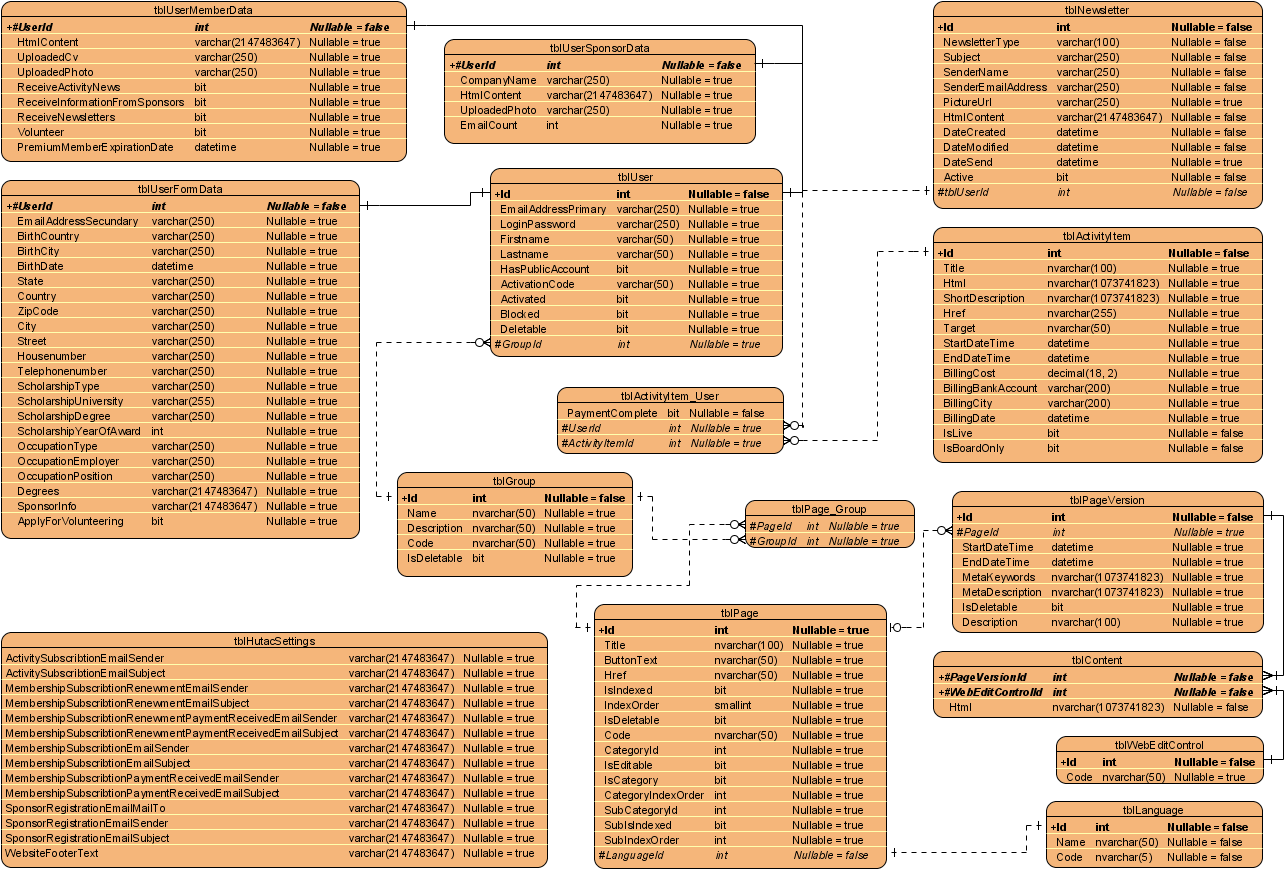 tblUserMemberData
+#UserId int Nullable = false
HtmlContent varchar(2147483647) Nullable = true
UploadedCv varchar(250) Nullable = true
UploadedPhoto varchar(250) Nullable = true
ReceiveActivityNews bit Nullable = true
ReceiveInformationFromSponsors bit Nullable = true
ReceiveNewsletters bit Nullable = true
Volunteer bit Nullable = true
PremiumMemberExpirationDate datetime Nullable = true
tblUserSponsorData
+#UserId int Nullable = false
CompanyName varchar(250) Nullable = true
HtmlContent varchar(2147483647) Nullable = true
UploadedPhoto varchar(250) Nullable = true
EmailCount int Nullable = true
tblNewsletter
+Id int Nullable = false
NewsletterType varchar(100) Nullable = false
Subject varchar(250) Nullable = false
SenderName varchar(250) Nullable = false
SenderEmailAddress varchar(250) Nullable = false
PictureUrl varchar(250) Nullable = true
HtmlContent varchar(2147483647) Nullable = false
DateCreated datetime Nullable = false
DateModified datetime Nullable = false
DateSend datetime Nullable = true
Active bit Nullable = false
#tblUserId int Nullable = false
tblUserFormData
+#UserId int Nullable = false
EmailAddressSecundary varchar(250) Nullable = true
BirthCountry varchar(250) Nullable = true
BirthCity varchar(250) Nullable = true
BirthDate datetime Nullable = true
State varchar(250) Nullable = true
Country varchar(250) Nullable = true
ZipCode varchar(250) Nullable = true
City varchar(250) Nullable = true
Street varchar(250) Nullable = true
Housenumber varchar(250) Nullable = true
Telephonenumber varchar(250) Nullable = true
ScholarshipType varchar(250) Nullable = true
ScholarshipUniversity varchar(255) Nullable = true
ScholarshipDegree varchar(250) Nullable = true
ScholarshipYearOfAward int Nullable = true
OccupationType varchar(250) Nullable = true
OccupationEmployer varchar(250) Nullable = true
OccupationPosition varchar(250) Nullable = true
Degrees varchar(2147483647) Nullable = true
SponsorInfo varchar(2147483647) Nullable = true
ApplyForVolunteering bit Nullable = true
tblUser
+Id int Nullable = false
EmailAddressPrimary varchar(250) Nullable = true
LoginPassword varchar(250) Nullable = true
Firstname varchar(50) Nullable = true
Lastname varchar(50) Nullable = true
HasPublicAccount bit Nullable = true
ActivationCode varchar(50) Nullable = true
Activated bit Nullable = true
Blocked bit Nullable = true
Deletable bit Nullable = true
#GroupId int Nullable = true
tblActivityItem
+Id int Nullable = false
Title nvarchar(100) Nullable = true
Html nvarchar(1073741823) Nullable = true
ShortDescription nvarchar(1073741823) Nullable = true
Href nvarchar(255) Nullable = true
Target nvarchar(50) Nullable = true
StartDateTime datetime Nullable = true
EndDateTime datetime Nullable = true
BillingCost decimal(18, 2) Nullable = true
BillingBankAccount varchar(200) Nullable = true
BillingCity varchar(200) Nullable = true
BillingDate datetime Nullable = true
IsLive bit Nullable = false
IsBoardOnly bit Nullable = false
tblActivityItem_User
PaymentComplete bit Nullable = false
#UserId int Nullable = true
#ActivityItemId int Nullable = true
tblGroup
+Id int Nullable = false
Name nvarchar(50) Nullable = true
Description nvarchar(50) Nullable = true
Code nvarchar(50) Nullable = true
IsDeletable bit Nullable = true
tblPage_Group
#PageId int Nullable = true
#GroupId int Nullable = true
tblPageVersion
+Id int Nullable = false
#PageId int Nullable = true
StartDateTime datetime Nullable = true
EndDateTime datetime Nullable = true
MetaKeywords nvarchar(1073741823) Nullable = true
MetaDescription nvarchar(1073741823) Nullable = true
IsDeletable bit Nullable = true
Description nvarchar(100) Nullable = true
tblPage
+Id int Nullable = true
Title nvarchar(100) Nullable = true
ButtonText nvarchar(50) Nullable = true
Href nvarchar(50) Nullable = true
IsIndexed bit Nullable = true
IndexOrder smallint Nullable = true
IsDeletable bit Nullable = true
Code nvarchar(50) Nullable = true
CategoryId int Nullable = true
IsEditable bit Nullable = true
IsCategory bit Nullable = true
CategoryIndexOrder int Nullable = true
SubCategoryId int Nullable = true
SubIsIndexed bit Nullable = true
SubIndexOrder int Nullable = true
#LanguageId int Nullable = false
tblHutacSettings
ActivitySubscribtionEmailSender varchar(2147483647) Nullable = true
ActivitySubscribtionEmailSubject varchar(2147483647) Nullable = true
MembershipSubscribtionRenewmentEmailSender varchar(2147483647) Nullable = true
MembershipSubscribtionRenewmentEmailSubject varchar(2147483647) Nullable = true
MembershipSubscribtionRenewmentPaymentReceivedEmailSender varchar(2147483647) Nullable = true
MembershipSubscribtionRenewmentPaymentReceivedEmailSubject varchar(2147483647) Nullable = true
MembershipSubscribtionEmailSender varchar(2147483647) Nullable = true
MembershipSubscribtionEmailSubject varchar(2147483647) Nullable = true
MembershipSubscribtionPaymentReceivedEmailSender varchar(2147483647) Nullable = true
MembershipSubscribtionPaymentReceivedEmailSubject varchar(2147483647) Nullable = true
SponsorRegistrationEmailMailTo varchar(2147483647) Nullable = true
SponsorRegistrationEmailSender varchar(2147483647) Nullable = true
SponsorRegistrationEmailSubject varchar(2147483647) Nullable = true
WebsiteFooterText varchar(2147483647) Nullable = true
tblContent
+#PageVersionId int Nullable = false
+#WebEditControlId int Nullable = false
Html nvarchar(1073741823) Nullable = false
tblWebEditControl
+Id int Nullable = false
Code nvarchar(50) Nullable = true
tblLanguage
+Id int Nullable = false
Name nvarchar(50) Nullable = false
Code nvarchar(5) Nullable = false